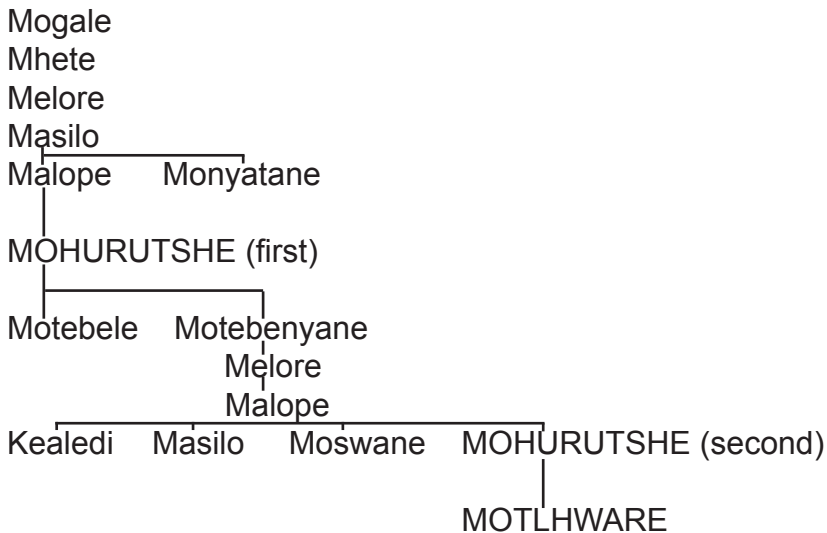 Mogale
Mhete
Melore
Masilo
Malope Monyatane
MOHURUTSHE (first)
Motebele Motebenyane
Melore
Malope
Kealedi Masilo Moswane MOHURUTSHE (second)
MOTLHWARE